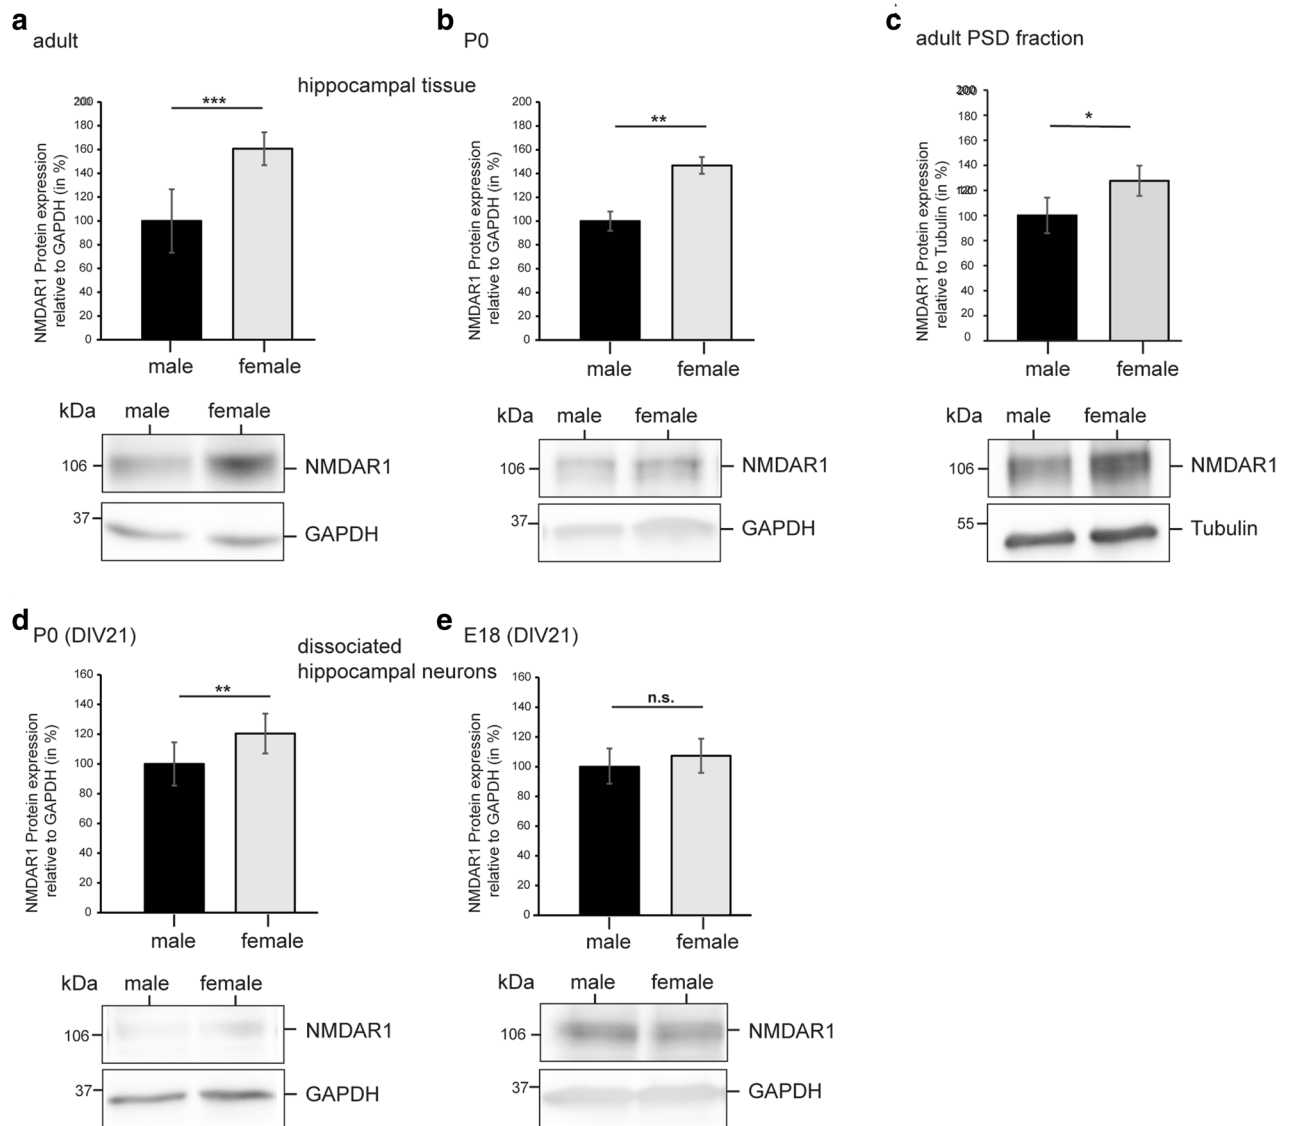 a
adult
b
P0
c
adult PSD fraction
hippocampal tissue
NMDAR1 Protein expression
relative to GAPDH (in %)
200
180
160
140
120
100
80
60
40
20
0
***
male
female
NMDAR1 Protein expression
relative to GAPDH (in %)
200
180
160
140
120
100
80
60
40
20
0
**
male
female
NMDAR1 Protein expression
relative to Tubulin (in %)
200
180
160
140
120
100
80
60
40
20
0
*
male
female
kDa male female
106 NMDAR1
37 GAPDH
kDa male female
106 NMDAR1
37 GAPDH
kDa male female
106 NMDAR1
55 Tubulin
d
P0 (DIV21)
dissociated
hippocampal neurons
e
E18 (DIV21)
NMDAR1 Protein expression
relative to GAPDH (in %)
160
140
120
100
80
60
40
20
0
**
male
female
NMDAR1 Protein expression
relative to GAPDH (in %)
160
140
120
100
80
60
40
20
0
n.s.
male
female
kDa male female
106 NMDAR1
37 GAPDH
kDa male female
106 NMDAR1
37 GAPDH